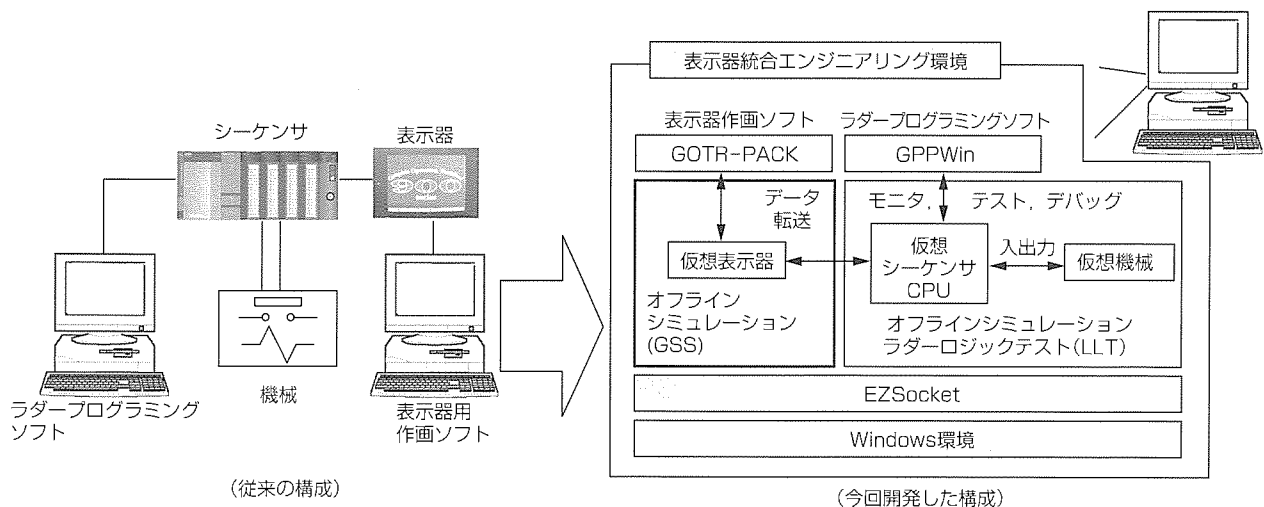 シーケンサ
表示器
900
ラダープログラミング
ソフト
機械
表示器用
作画ソフト
(従来の構成)
表示器統合エンジニアリング環境
表示器作画ソフト
ラダープログラミングソフト
GOTR-PACK
GPPWin
データ
転送
モニタ,
テスト, デバッグ
仮想表示器
仮想
シーケンサ
CPU
入出力
仮想機械
オフライン
シミュレーション
(GSS)
オフラインシミュレーション
ラダーロジックテスト(LLT)
EZSocket
Windows環境
(今回開発した構成)